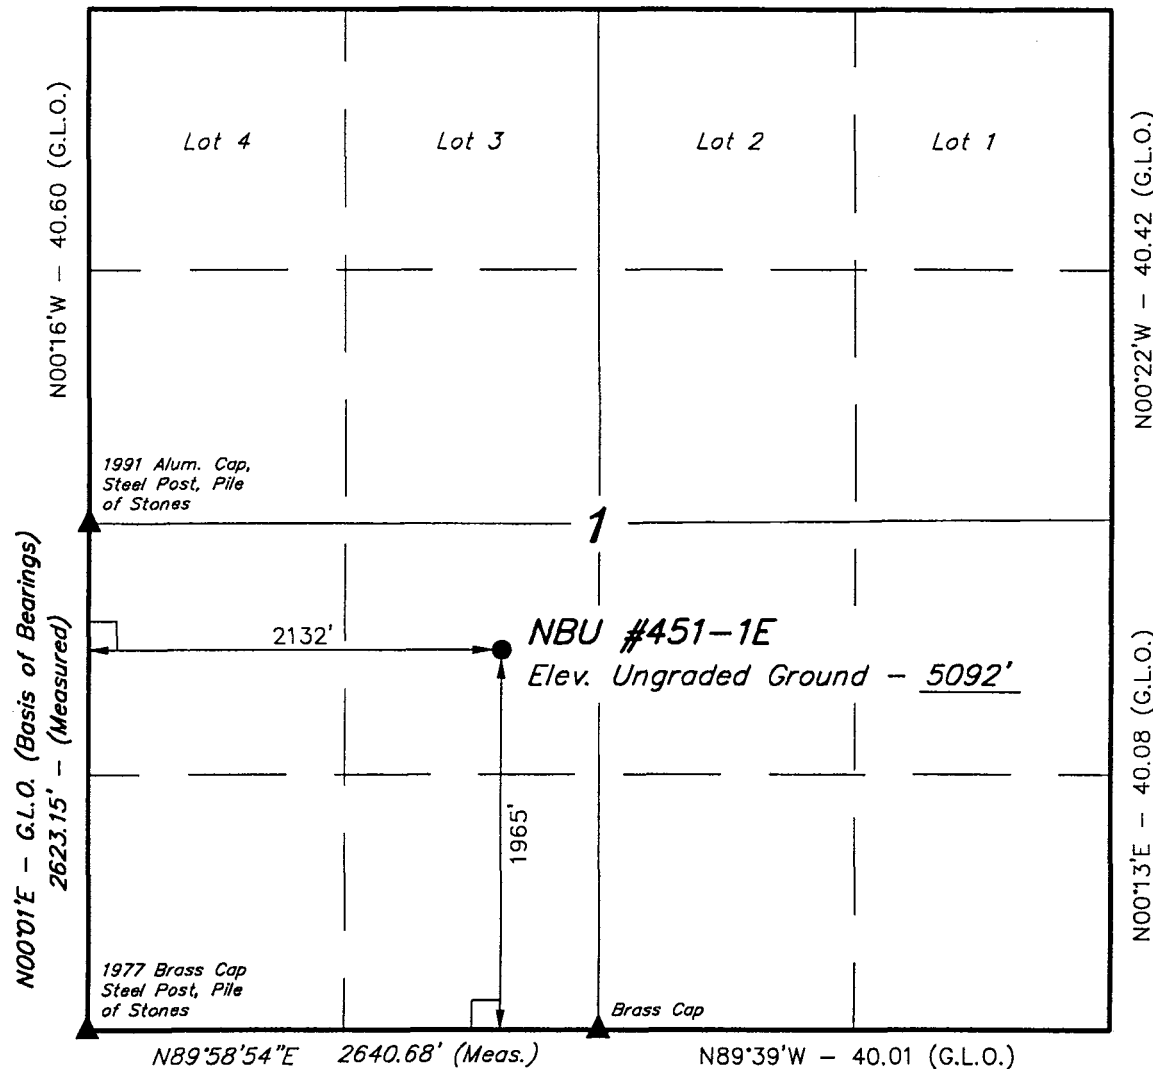 Lot 4
Lot 3
Lot 2
Lot 1
N00°16'W – 40.60 (G.L.O.)
N00°22'W – 40.42 (G.L.O.)
1991 Alum. Cap,
Steel Post, Pile
of Stones
1
N00°01'E – G.L.O. (Basis of Bearings)
2623.15' – (Measured)
2132'
NBU #451–1E
Elev. Ungraded Ground – 5092'
1965'
N00°13'E – 40.08 (G.L.O.)
1977 Brass Cap
Steel Post, Pile
of Stones
Brass Cap
N89°58'54"E 2640.68' (Meas.)
N89°39'W – 40.01 (G.L.O.)